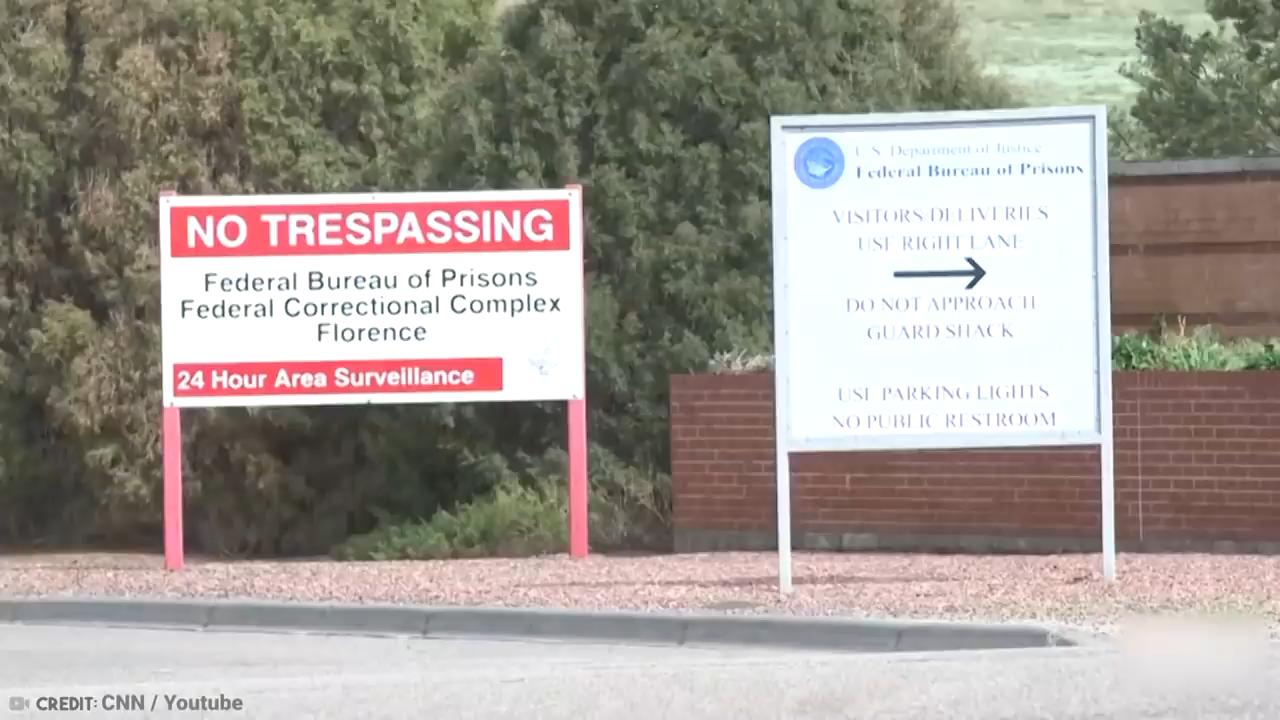 NO TRESPASSING
Federal Bureau of Prisons
Federal Correctional Complex
Florence
24 Hour Area Surveillance
U.S. Department of Justice
Federal Bureau of Prisons
VISITORS DELIVERIES
USE RIGHT LANE
DO NOT APPROACH
GUARD SHACK
USE PARKING LIGHTS
NO PUBLIC RESTROOM
CREDIT: CNN / Youtube